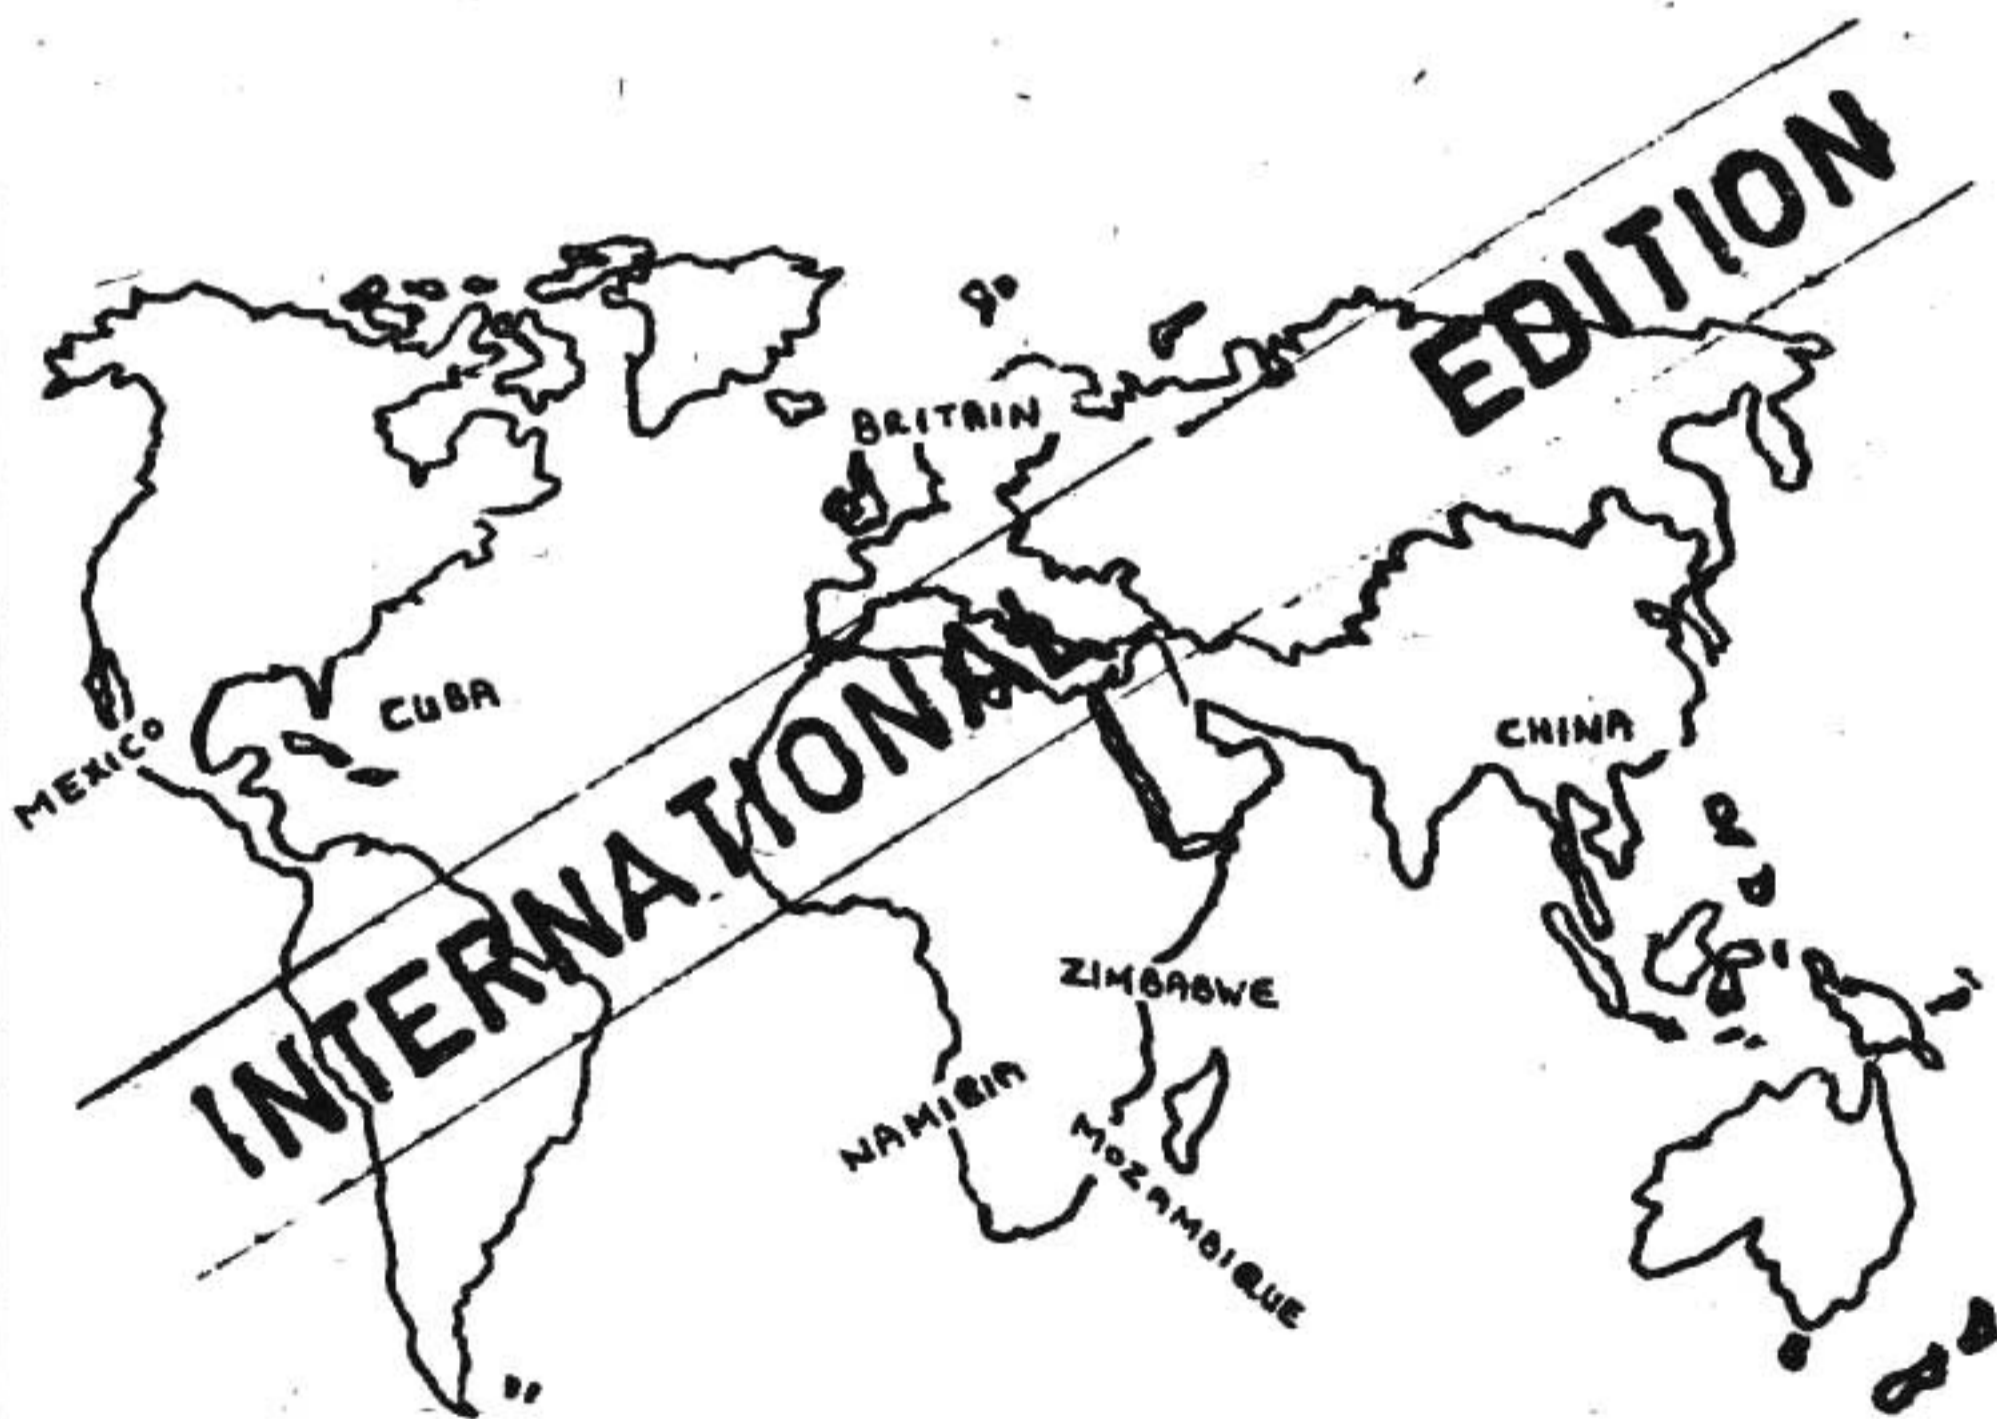 INTERNATIONAL EDITION
BRITAIN
CUBA
MEXICO
CHINA
ZIMBABWE
NAMIBIA
MOZAMBIQUE